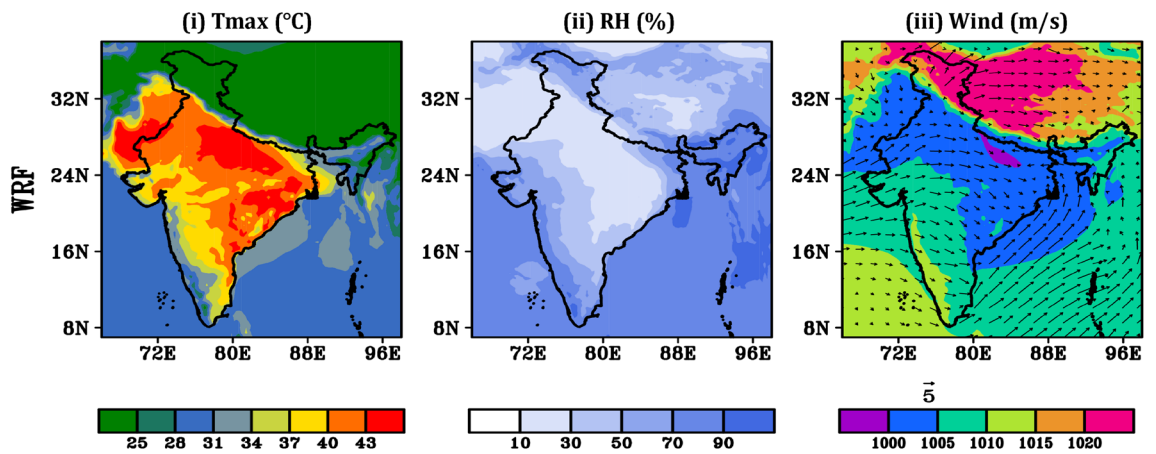 (i) Tmax (°C) (ii) RH (%) (iii) Wind (m/s)
WRF
32N 32N 32N
24N 24N 24N
16N 16N 16N
8N 8N 8N
72E 80E 88E 96E 72E 80E 88E 96E 72E 80E 88E 96E
5
25 28 31 34 37 40 43 10 30 50 70 90 1000 1005 1010 1015 1020